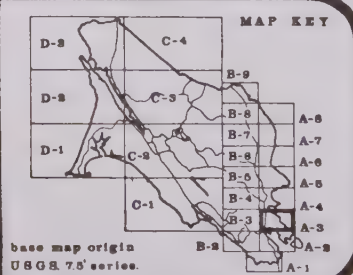 MAP KEY
D-3
C-4
D-2
C-3
B-9
B-8
A-8
B-7
A-7
D-1
C-2
B-6
A-6
B-5
A-5
B-4
A-4
C-1
B-3
A-3
B-2
A-2
A-1
base map origin
USGS. 7.5' series.